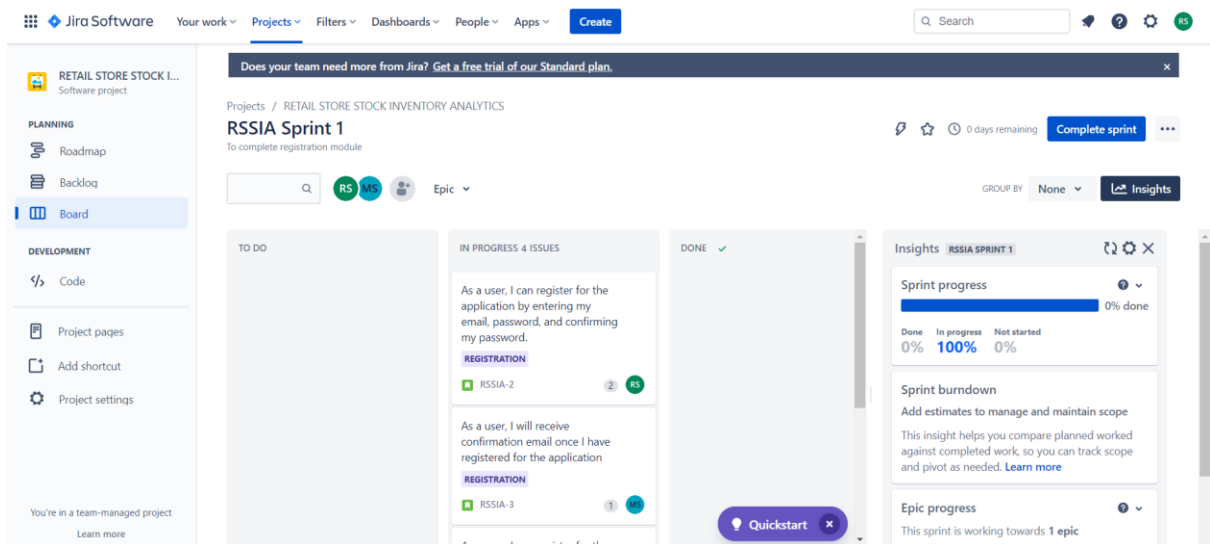 Jira Software Your work Projects Filters Dashboards People Apps Create Search RS
Does your team need more from Jira? Get a free trial of our Standard plan.
RETAIL STORE STOCK I...
Software project
PLANNING
Roadmap
Backlog
Board
DEVELOPMENT
Code
Project pages
Add shortcut
Project settings
You're in a team-managed project
Learn more
Projects / RETAIL STORE STOCK INVENTORY ANALYTICS
RSSIA Sprint 1
To complete registration module
0 days remaining Complete sprint
RS MS Epic
GROUP BY None Insights
TO DO
IN PROGRESS 4 ISSUES
As a user, I can register for the
application by entering my
email, password, and confirming
my password.
REGISTRATION
RSSIA-2 2 RS
As a user, I will receive
confirmation email once I have
registered for the application
REGISTRATION
RSSIA-3 1 MS
DONE
Insights RSSIA SPRINT 1
Sprint progress
0% done
Done In progress Not started
0% 100% 0%
Sprint burndown
Add estimates to manage and maintain scope
This insight helps you compare planned worked
against completed work, so you can track scope
and pivot as needed. Learn more
Epic progress
This sprint is working towards 1 epic
Quickstart